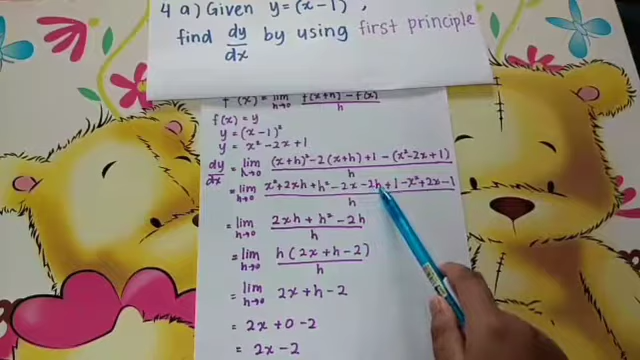 4 a) Given y = (x - 1)²,
find dy/dx by using first principle
f'(x) = lim h→0 f(x+h) - f(x) / h
f(x) = y
y = (x-1)²
y = x² - 2x + 1
dy/dx = lim h→0 (x+h)² - 2(x+h) + 1 - (x² - 2x + 1) / h
= lim h→0 x² + 2xh + h² - 2x - 2h + 1 - x² + 2x - 1 / h
= lim h→0 2xh + h² - 2h / h
= lim h→0 h(2x + h - 2) / h
= lim h→0 2x + h - 2
= 2x + 0 - 2
= 2x - 2